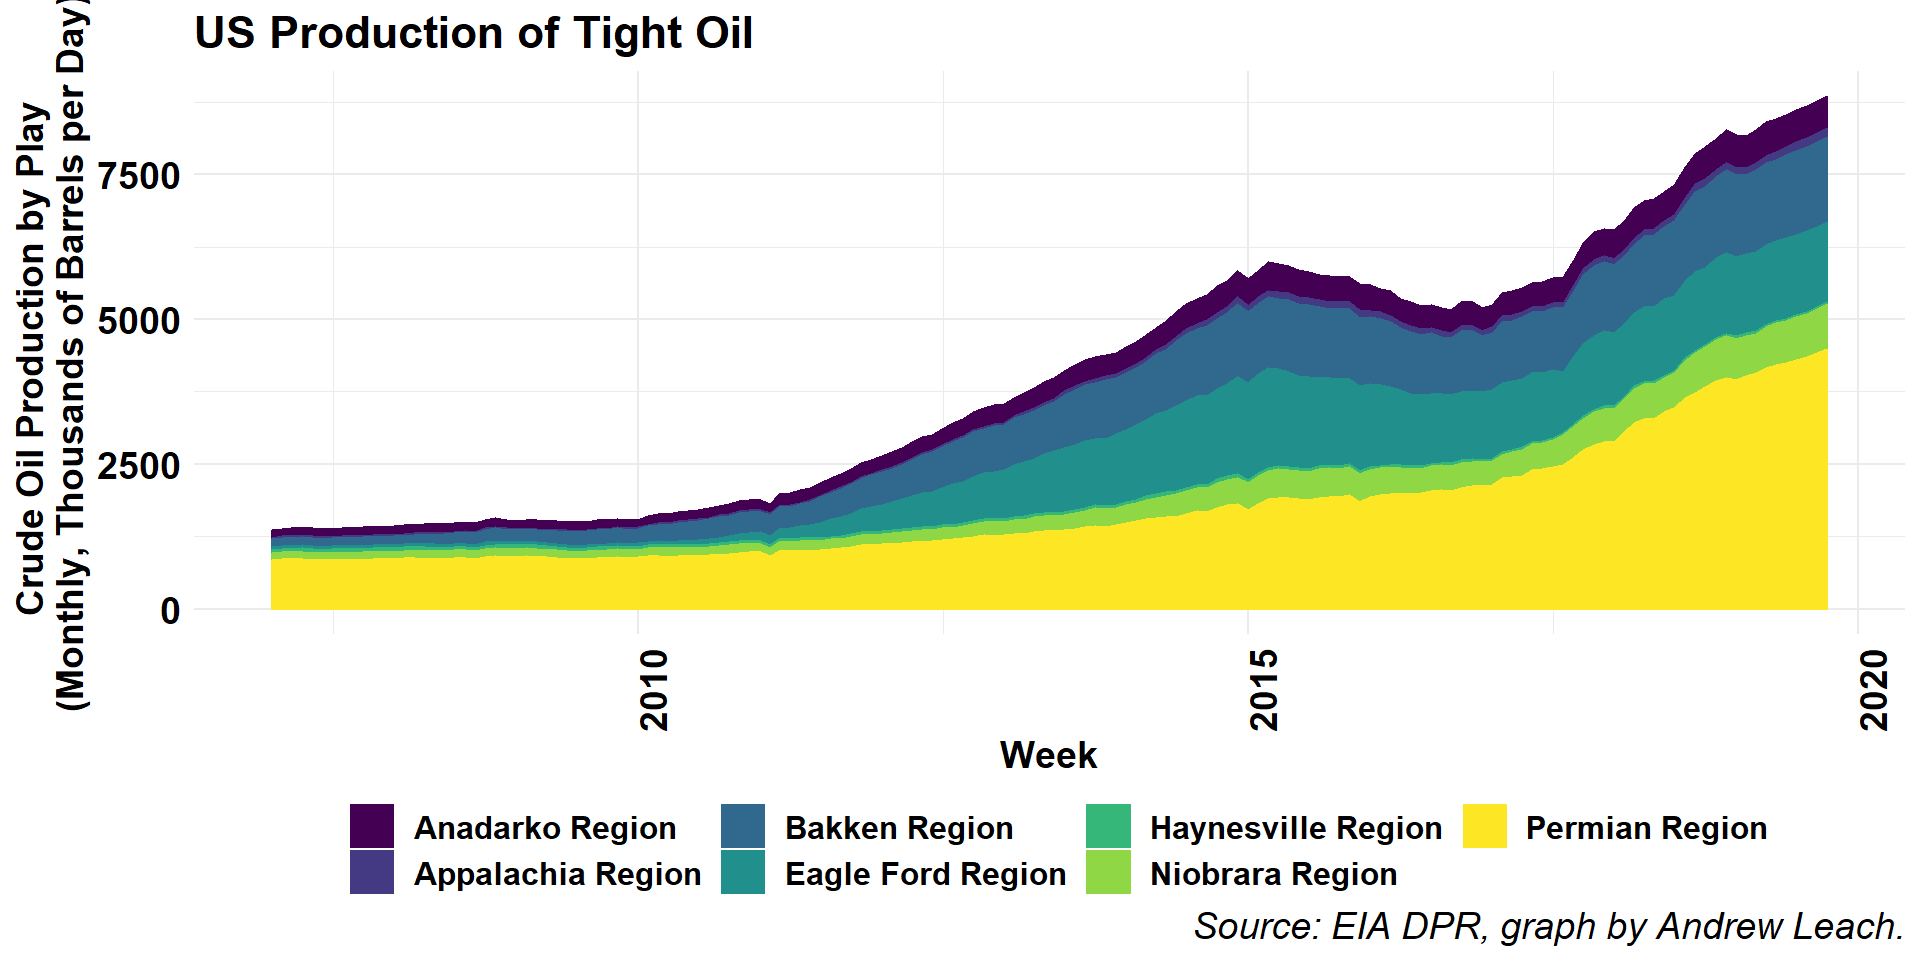 US Production of Tight Oil
Crude Oil Production by Play
(Monthly, Thousands of Barrels per Day)
7500
5000
2500
0
2010
2015
2020
Week
Anadarko Region
Bakken Region
Haynesville Region
Permian Region
Appalachia Region
Eagle Ford Region
Niobrara Region
Source: EIA DPR, graph by Andrew Leach.